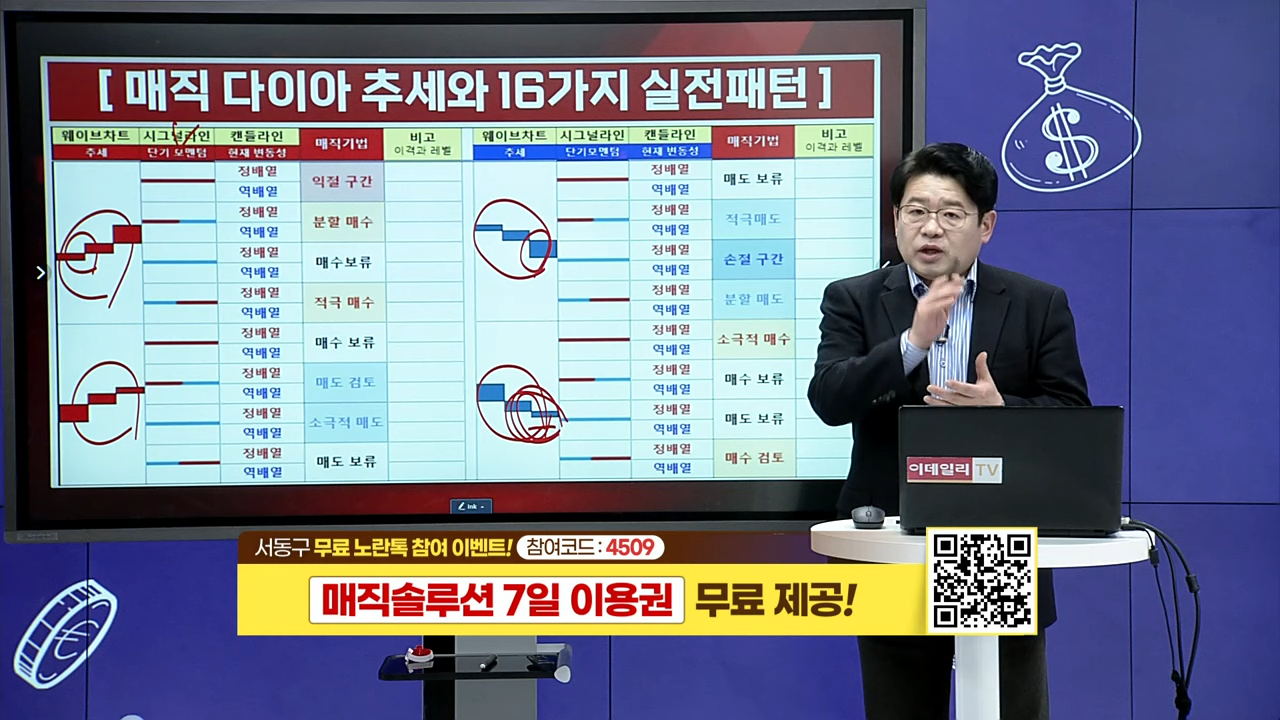 [ 매직 다이아 추세와 16가지 실전패턴 ]
웨이브차트 시그널라인 캔들라인 매직기법 비고 웨이브차트 시그널라인 캔들라인 매직기법 비고
추세 단기 모멘텀 현재 변동성 이격과 레벨 추세 단기모멘텀 현재 변동성 이격과 레벨
정배열 익절 구간 정배열 매도 보류
역배열 역배열
정배열 분할 매수 정배열 적극매도
역배열 역배열
정배열 매수보류 정배열 손절 구간
역배열 역배열
정배열 적극 매수 정배열 분할 매도
역배열 역배열
정배열 매수 보류 정배열 소극적 매수
역배열 역배열
정배열 매도 검토 정배열 매수 보류
역배열 역배열
정배열 소극적 매도 정배열 매도 보류
역배열 역배열
정배열 매도 보류 정배열 매수 검토
역배열 역배열
Ink
이데일리 TV
서동구 무료 노란톡 참여 이벤트! 참여코드 : 4509
매직솔루션 7일 이용권 무료 제공!